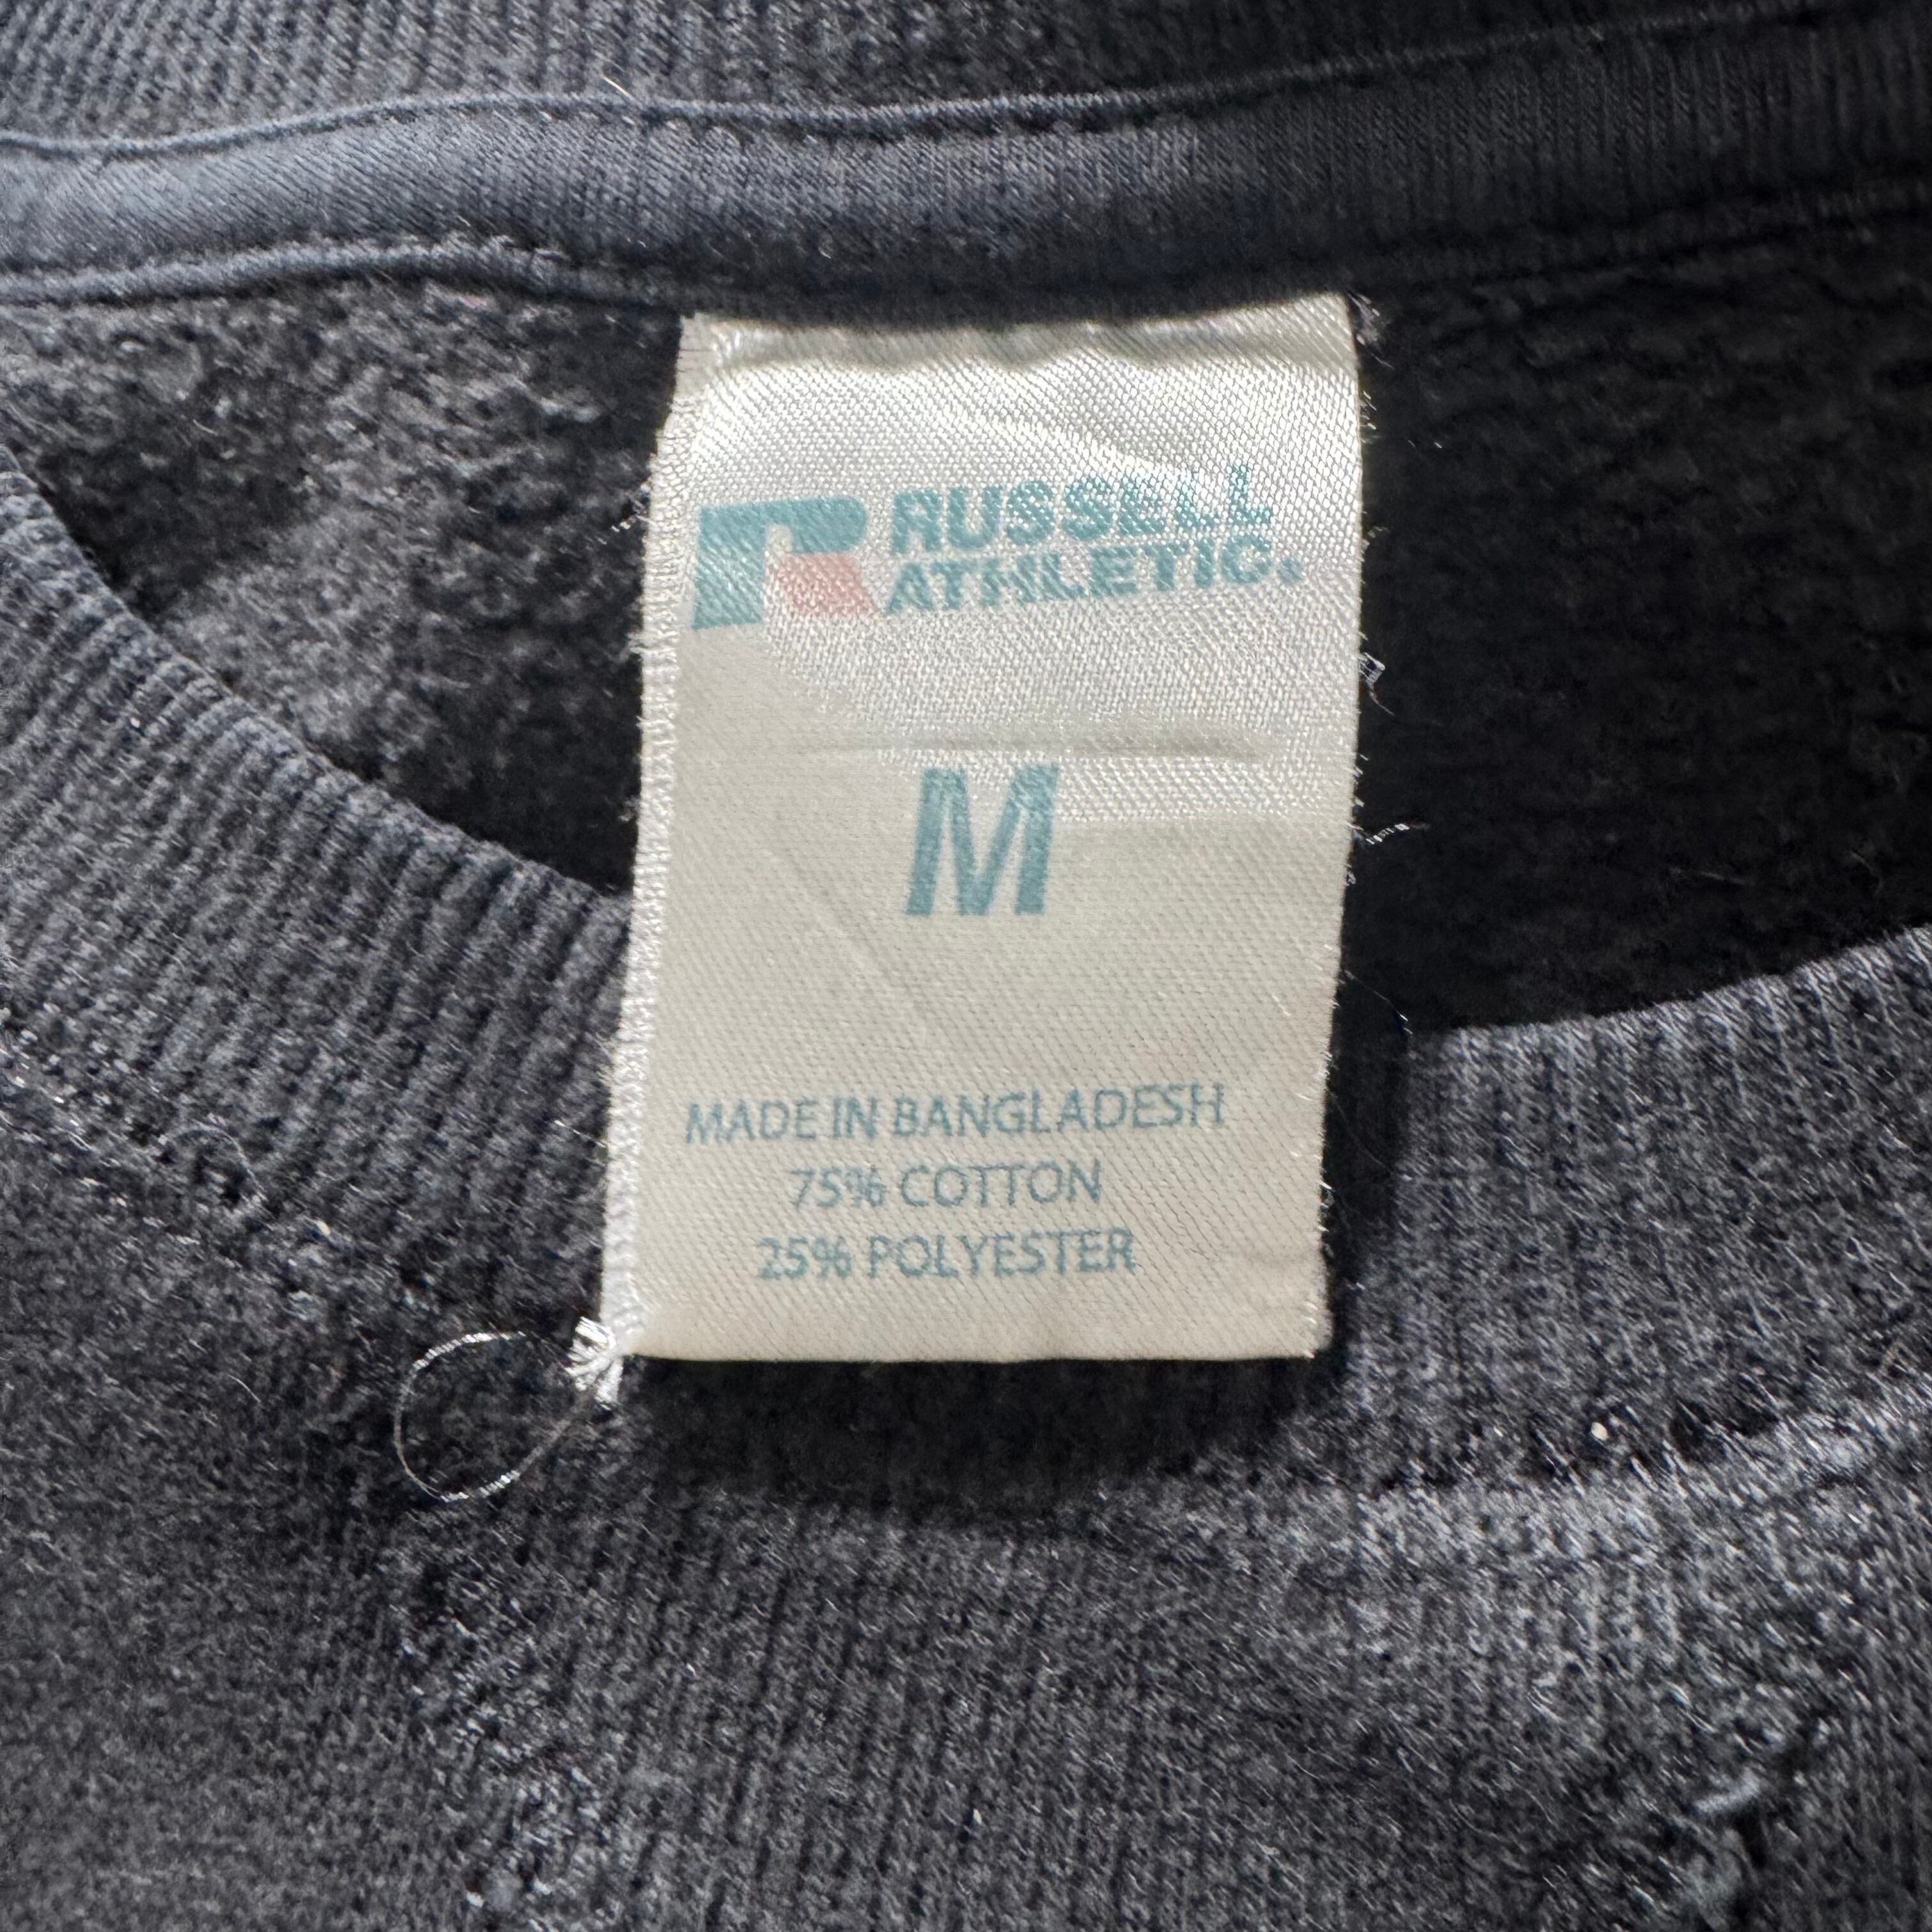 RUSSELL
ATHLETIC
M
MADE IN BANGLADESH
75% COTTON
25% POLYESTER